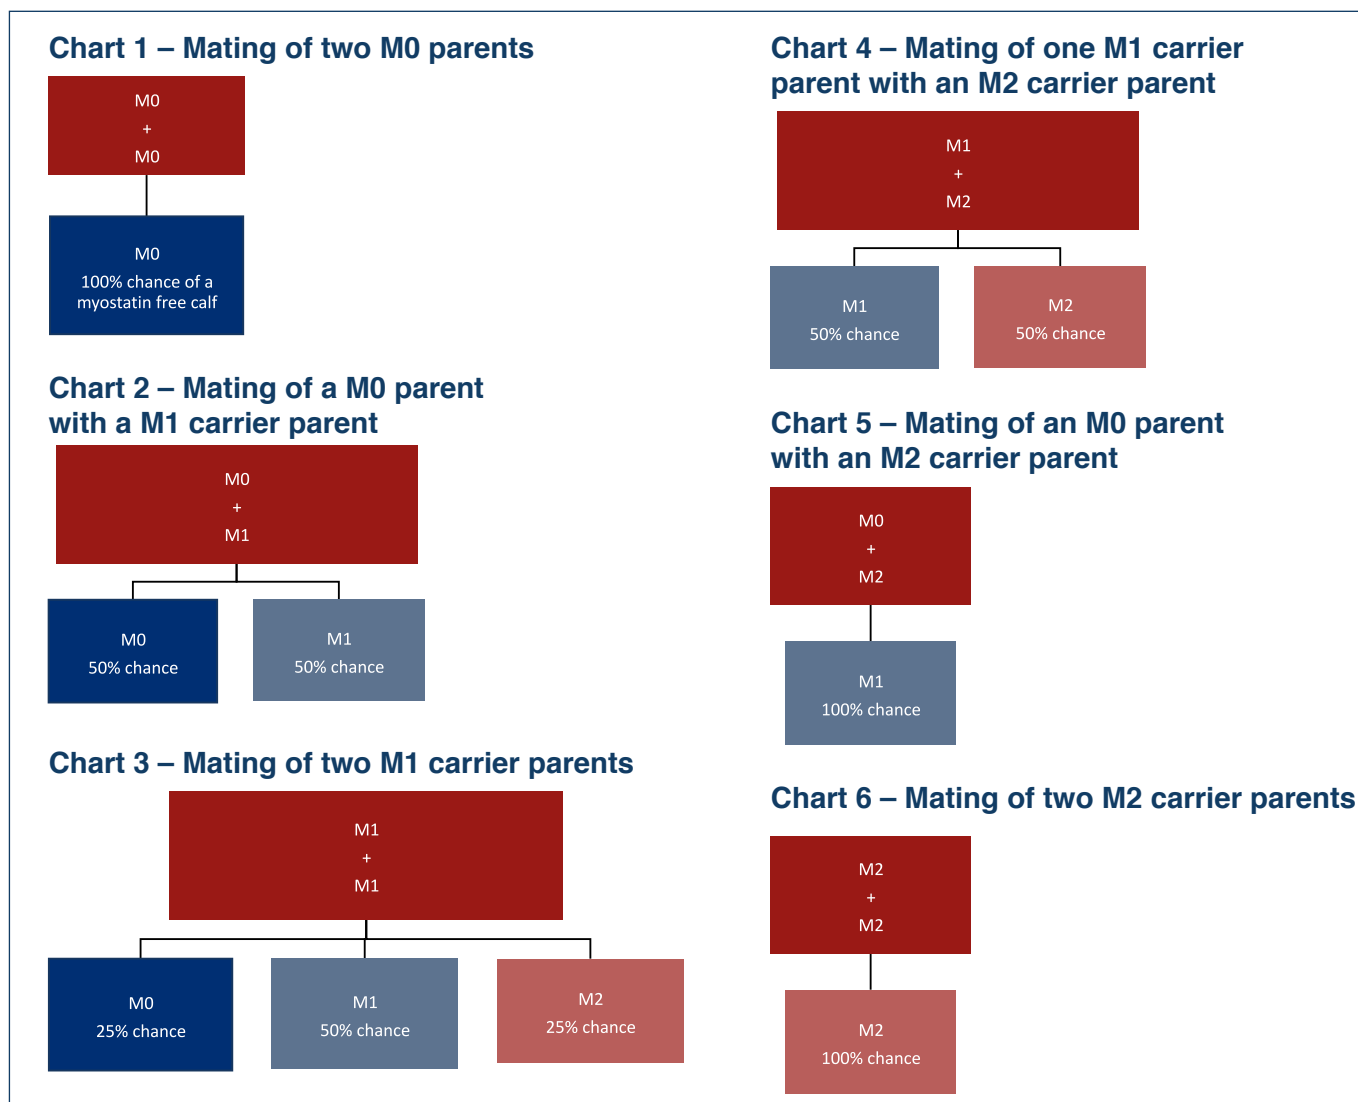 Chart 1 – Mating of two M0 parents
M0
+
M0
M0
100% chance of a
myostatin free calf
Chart 2 – Mating of a M0 parent
with a M1 carrier parent
M0
+
M1
M0
50% chance
M1
50% chance
Chart 3 – Mating of two M1 carrier parents
M1
+
M1
M0
25% chance
M1
50% chance
M2
25% chance
Chart 4 – Mating of one M1 carrier
parent with an M2 carrier parent
M1
+
M2
M1
50% chance
M2
50% chance
Chart 5 – Mating of an M0 parent
with an M2 carrier parent
M0
+
M2
M1
100% chance
Chart 6 – Mating of two M2 carrier parents
M2
+
M2
M2
100% chance